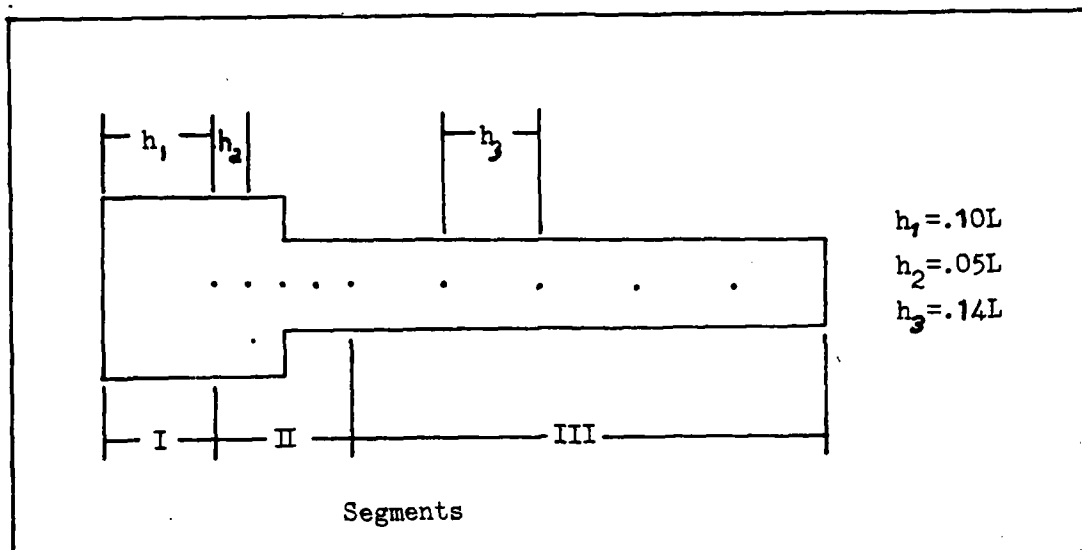 h₁ h₂ h₃
h₁=.10L
h₂=.05L
h₃=.14L
I II III
Segments